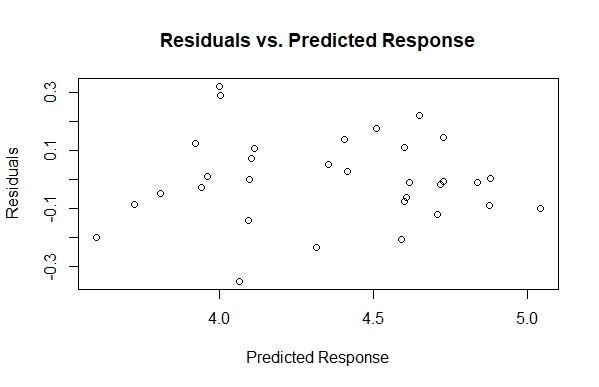 Residuals vs. Predicted Response
0.3
0.1
-0.1
-0.3
Residuals
4.0 4.5 5.0
Predicted Response